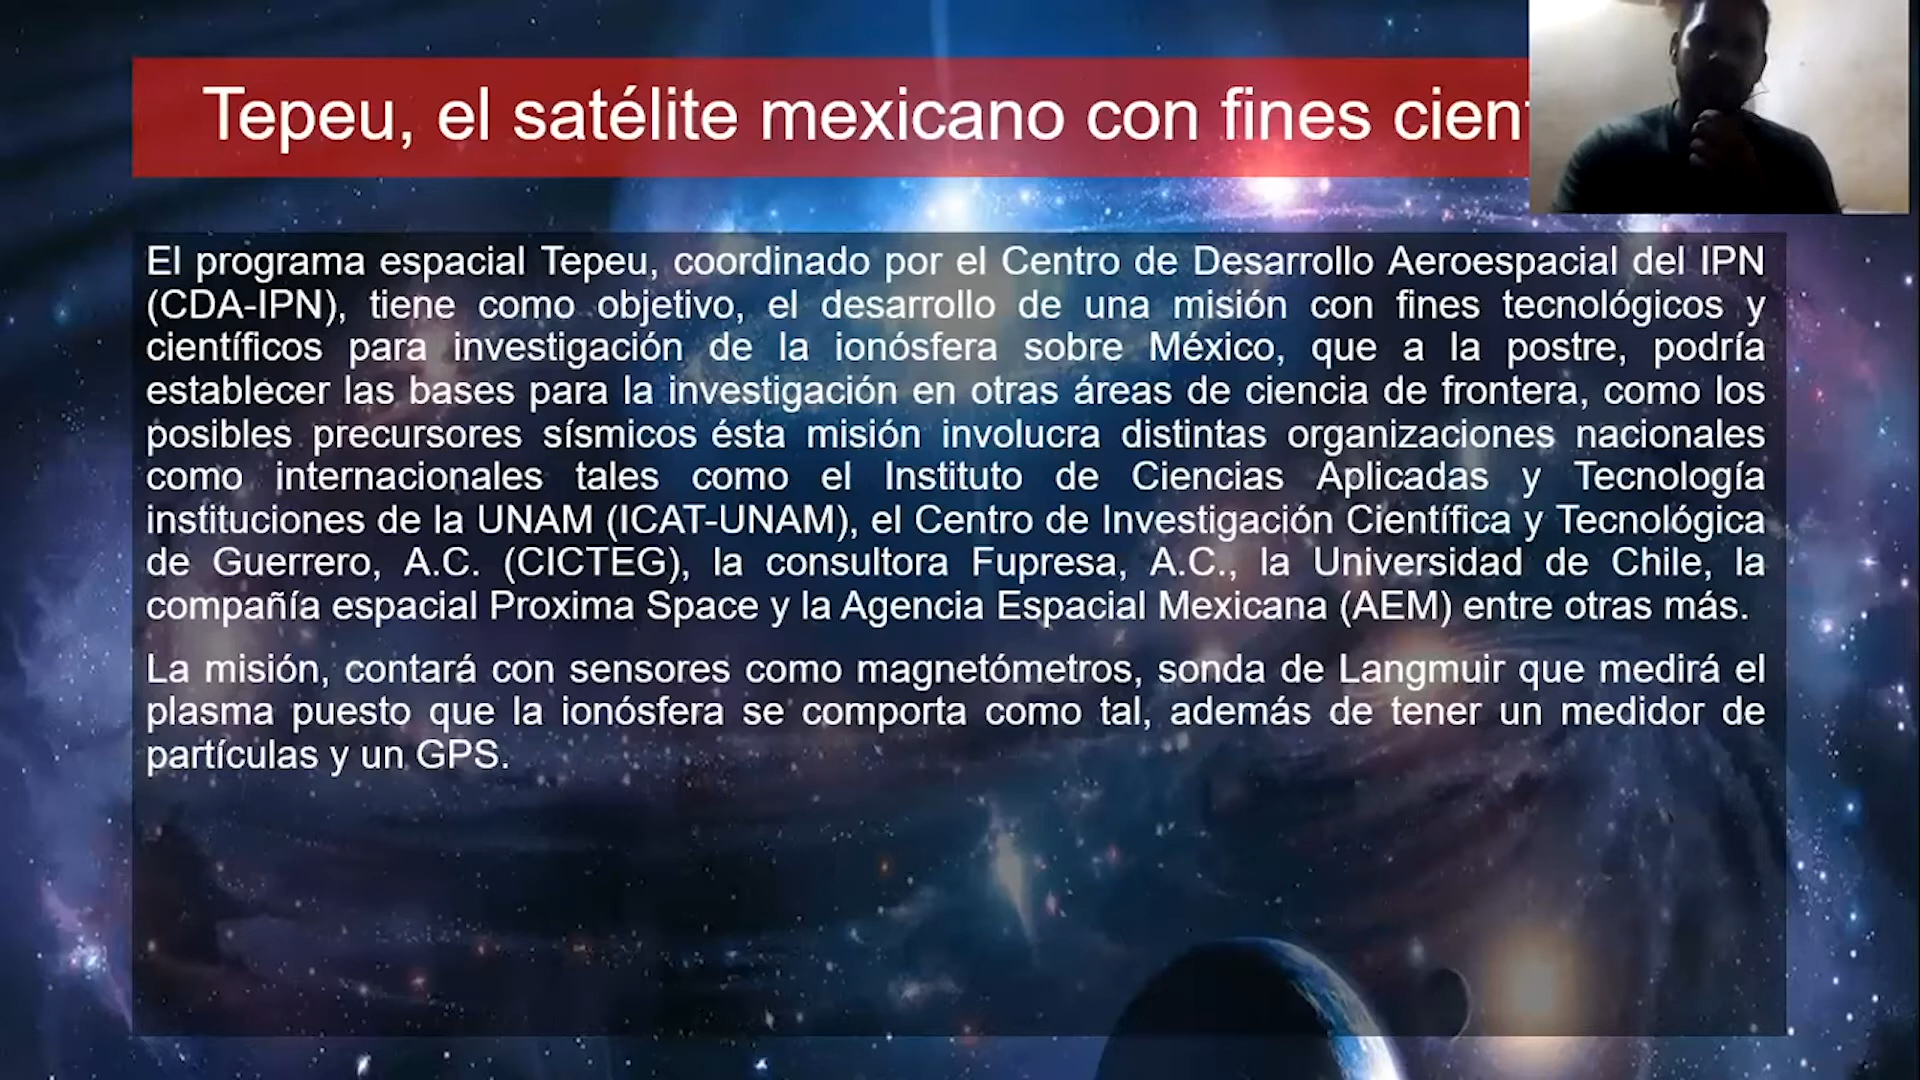 Tepeu, el satélite mexicano con fines
El programa espacial Tepeu, coordinado por el Centro de Desarrollo Aeroespacial del IPN
(CDA-IPN), tiene como objetivo, el desarrollo de una misión con fines tecnológicos y
científicos para investigación de la ionósfera sobre México, que a la postre, podría
establecer las bases para la investigación en otras áreas de ciencia de frontera, como los
posibles precursores sísmicos ésta misión involucra distintas organizaciones nacionales
como internacionales tales como el Instituto de Ciencias Aplicadas y Tecnología
instituciones de la UNAM (ICAT-UNAM), el Centro de Investigación Científica y Tecnológica
de Guerrero, A.C. (CICTEG), la consultora Fupresa, A.C., la Universidad de Chile, la
compañía espacial Proxima Space y la Agencia Espacial Mexicana (AEM) entre otras más.
La misión, contará con sensores como magnetómetros, sonda de Langmuir que medirá el
plasma puesto que la ionósfera se comporta como tal, además de tener un medidor de
partículas y un GPS.